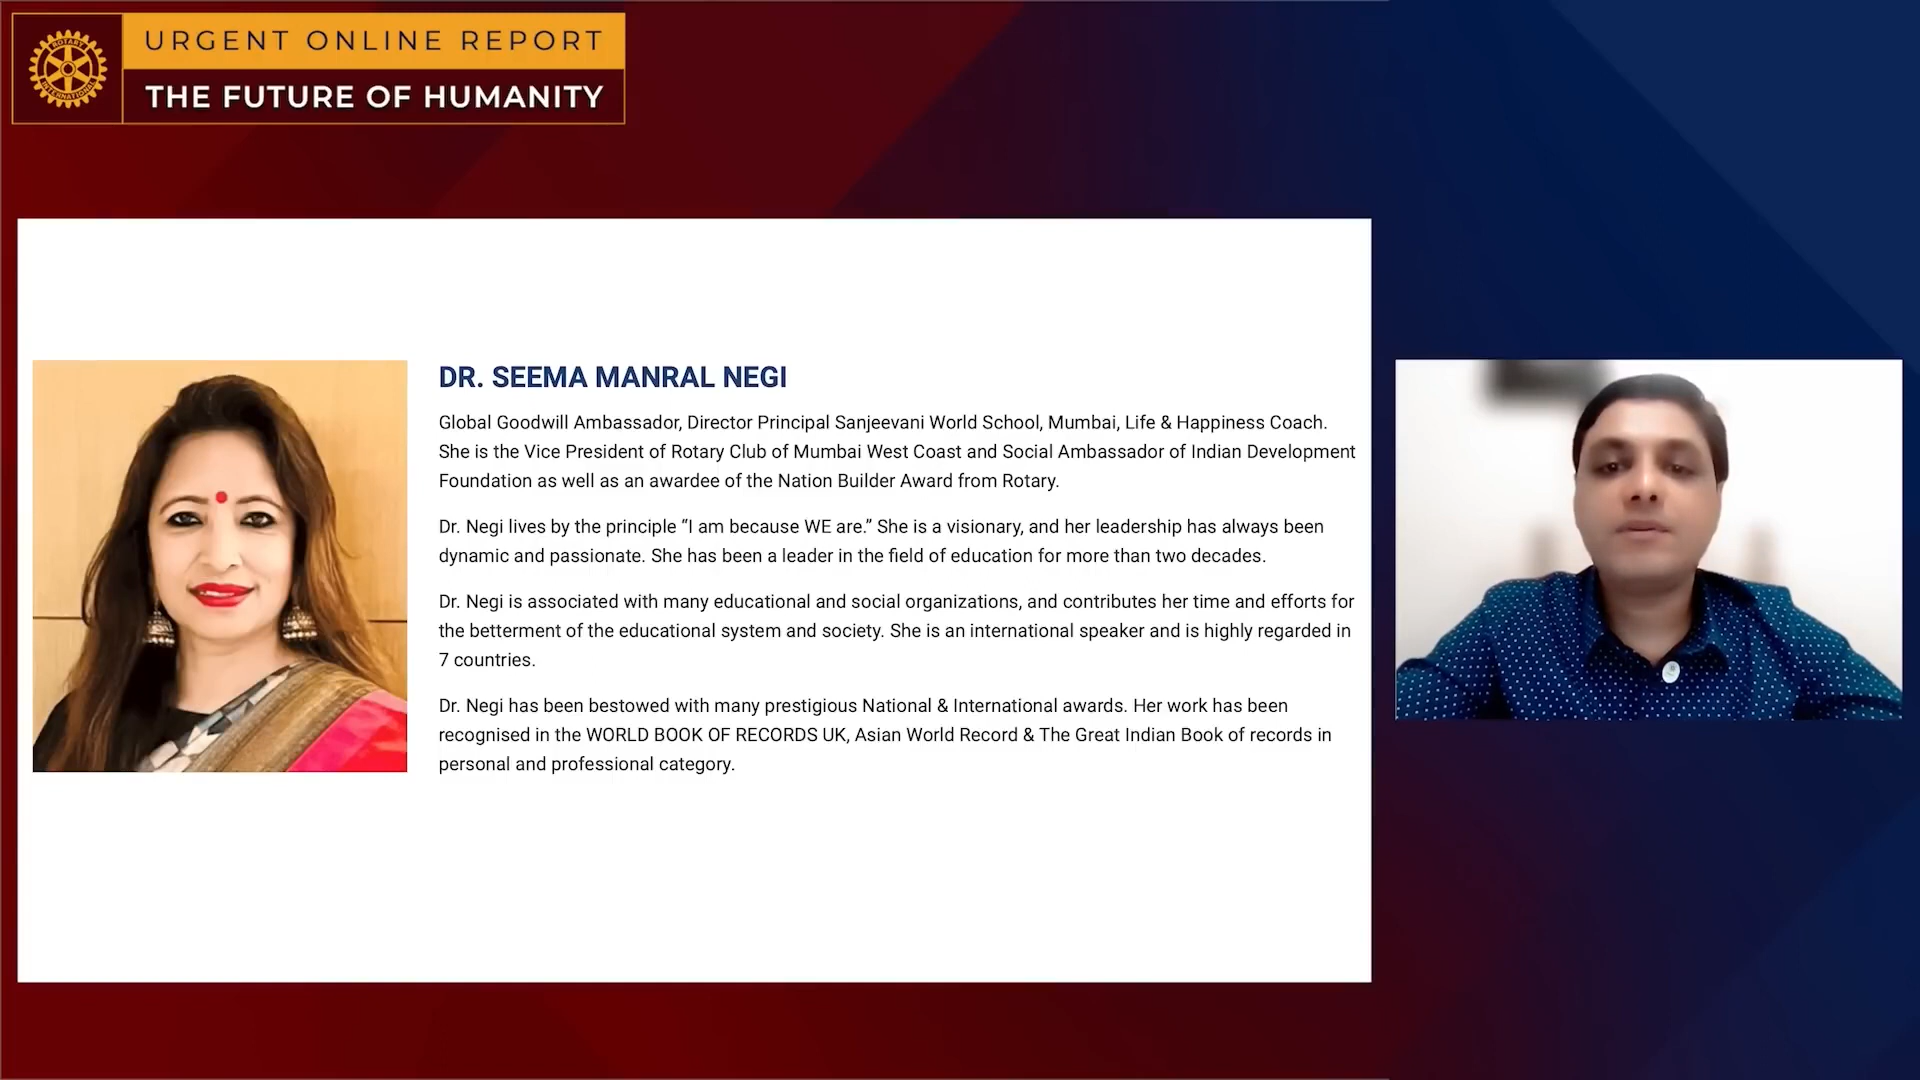 ROTARY
INTERNATIONAL
URGENT ONLINE REPORT
THE FUTURE OF HUMANITY
DR. SEEMA MANRAL NEGI
Global Goodwill Ambassador, Director Principal Sanjeevani World School, Mumbai, Life & Happiness Coach.
She is the Vice President of Rotary Club of Mumbai West Coast and Social Ambassador of Indian Development
Foundation as well as an awardee of the Nation Builder Award from Rotary.
Dr. Negi lives by the principle “I am because WE are.” She is a visionary, and her leadership has always been
dynamic and passionate. She has been a leader in the field of education for more than two decades.
Dr. Negi is associated with many educational and social organizations, and contributes her time and efforts for
the betterment of the educational system and society. She is an international speaker and is highly regarded in
7 countries.
Dr. Negi has been bestowed with many prestigious National & International awards. Her work has been
recognised in the WORLD BOOK OF RECORDS UK, Asian World Record & The Great Indian Book of records in
personal and professional category.